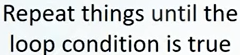 Repeat things until the
loop condition is true